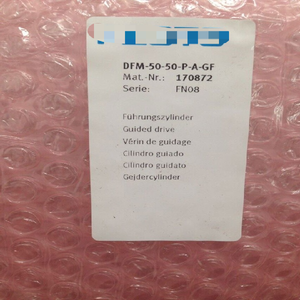 DFM-50-50-P-A-GF
Mat.-Nr.: 170872
Serie: FN08
Führungszylinder
Guided drive
Vérin de guidage
Cilindro guiado
Cilindro guidato
Gejdercylinder